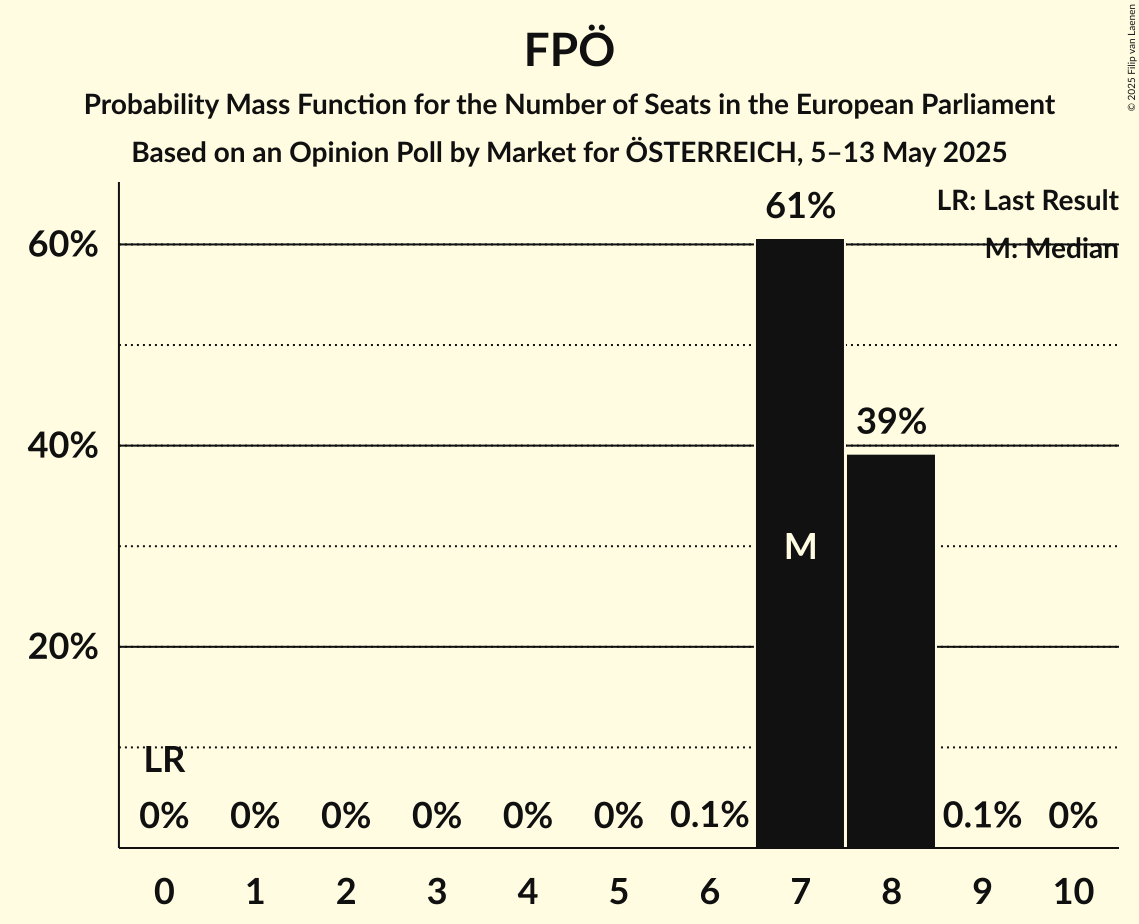 FPÖ
Probability Mass Function for the Number of Seats in the European Parliament
Based on an Opinion Poll by Market for ÖSTERREICH, 5–13 May 2025
© 2025 Filip van Laenen
LR: Last Result
M: Median
60%
40%
20%
61%
39%
M
LR
0% 0% 0% 0% 0% 0% 0.1% 0.1% 0%
0 1 2 3 4 5 6 7 8 9 10